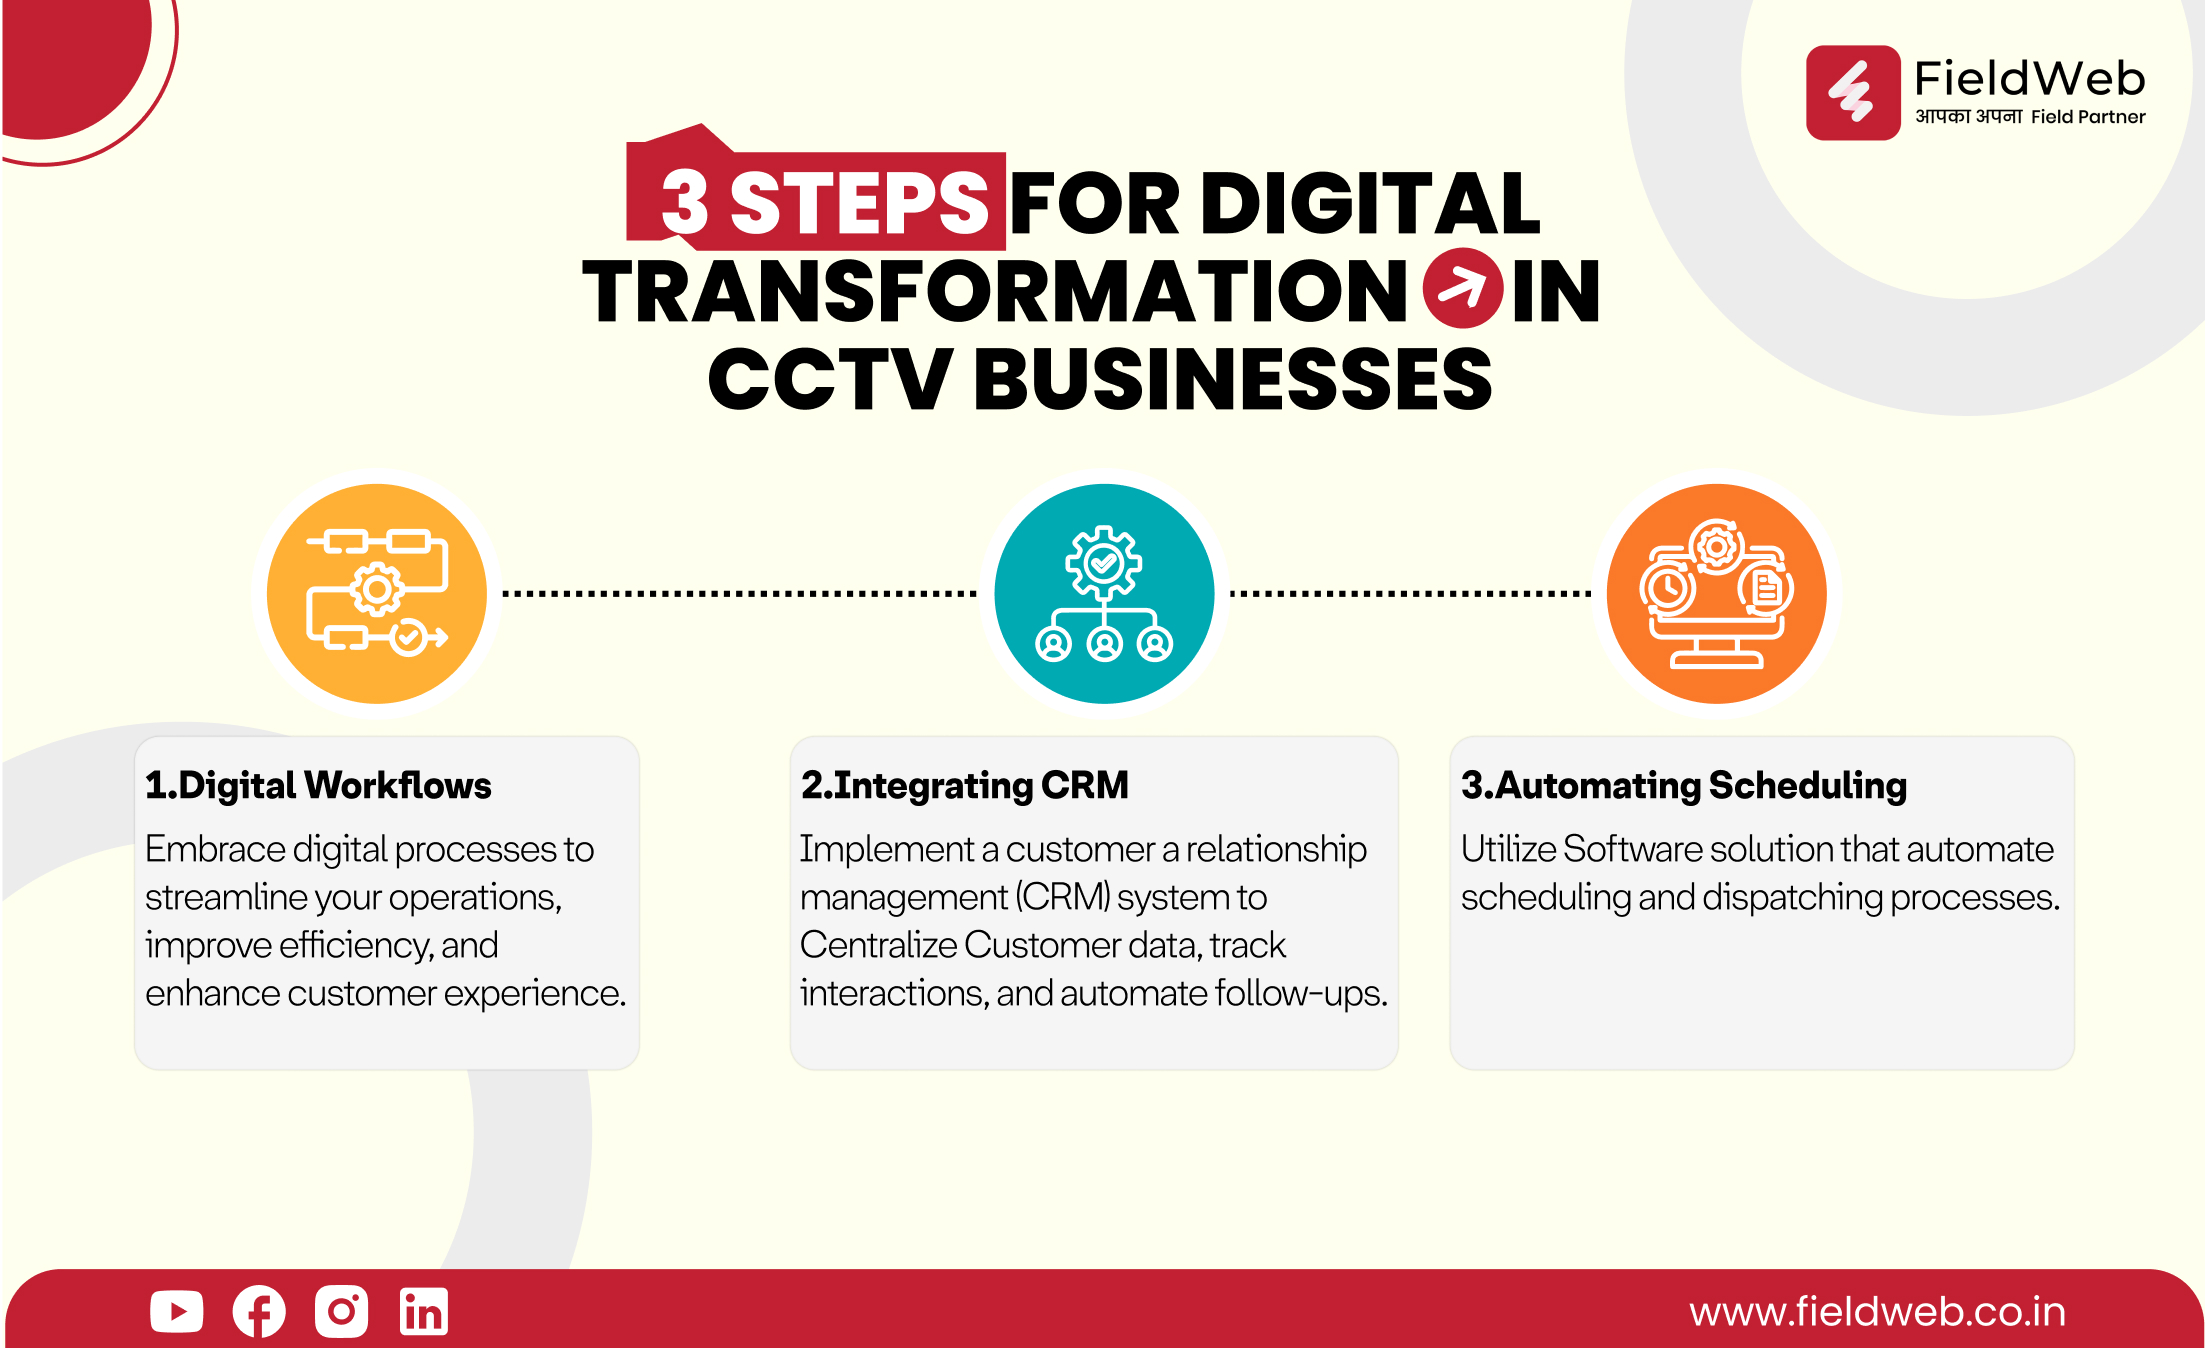 FieldWeb
आपका अपना Field Partner
3 STEPS FOR DIGITAL
TRANSFORMATION IN
CCTV BUSINESSES
1.Digital Workflows
Embrace digital processes to
streamline your operations,
improve efficiency, and
enhance customer experience.
2.Integrating CRM
Implement a customer a relationship
management (CRM) system to
Centralize Customer data, track
interactions, and automate follow-ups.
3.Automating Scheduling
Utilize Software solution that automate
scheduling and dispatching processes.
www.fieldweb.co.in